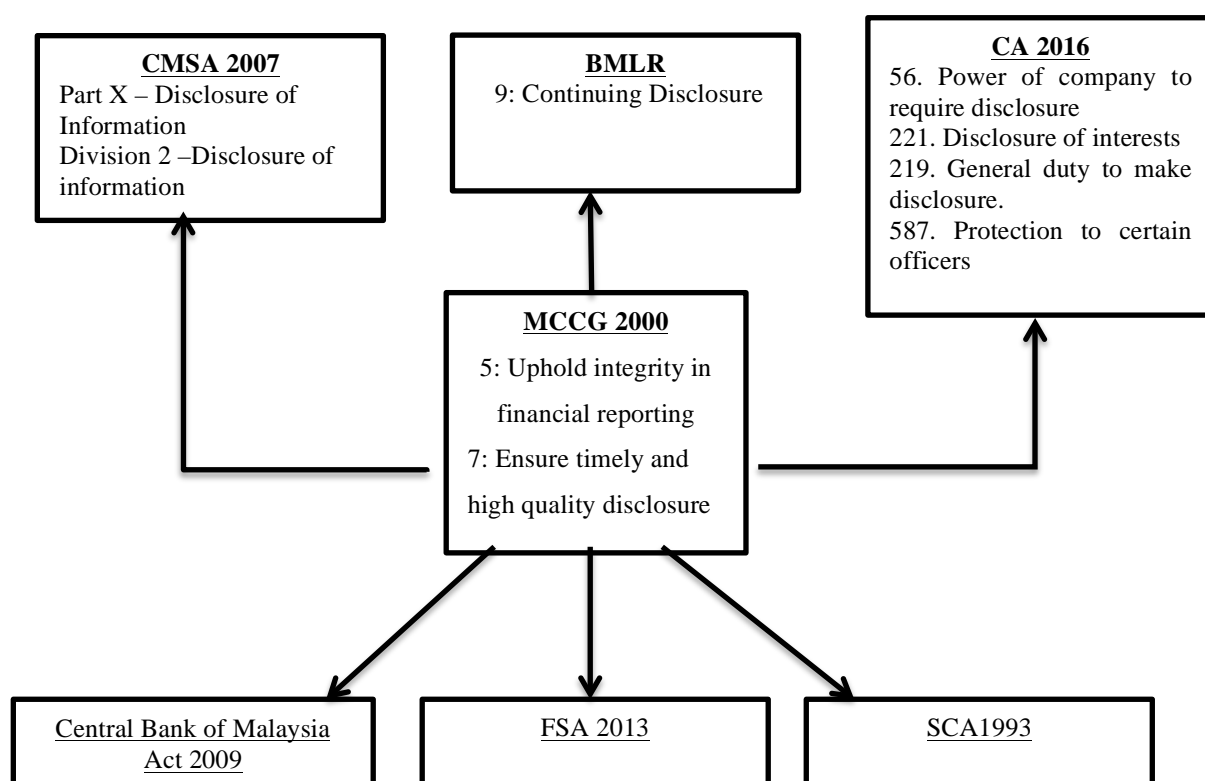 CMSA 2007
Part X – Disclosure of
Information
Division 2 –Disclosure of
information
BMLR
9: Continuing Disclosure
CA 2016
56. Power of company to
require disclosure
221. Disclosure of interests
219. General duty to make
disclosure.
587. Protection to certain
officers
MCCG 2000
5: Uphold integrity in
financial reporting
7: Ensure timely and
high quality disclosure
Central Bank of Malaysia
Act 2009
FSA 2013
SCA1993